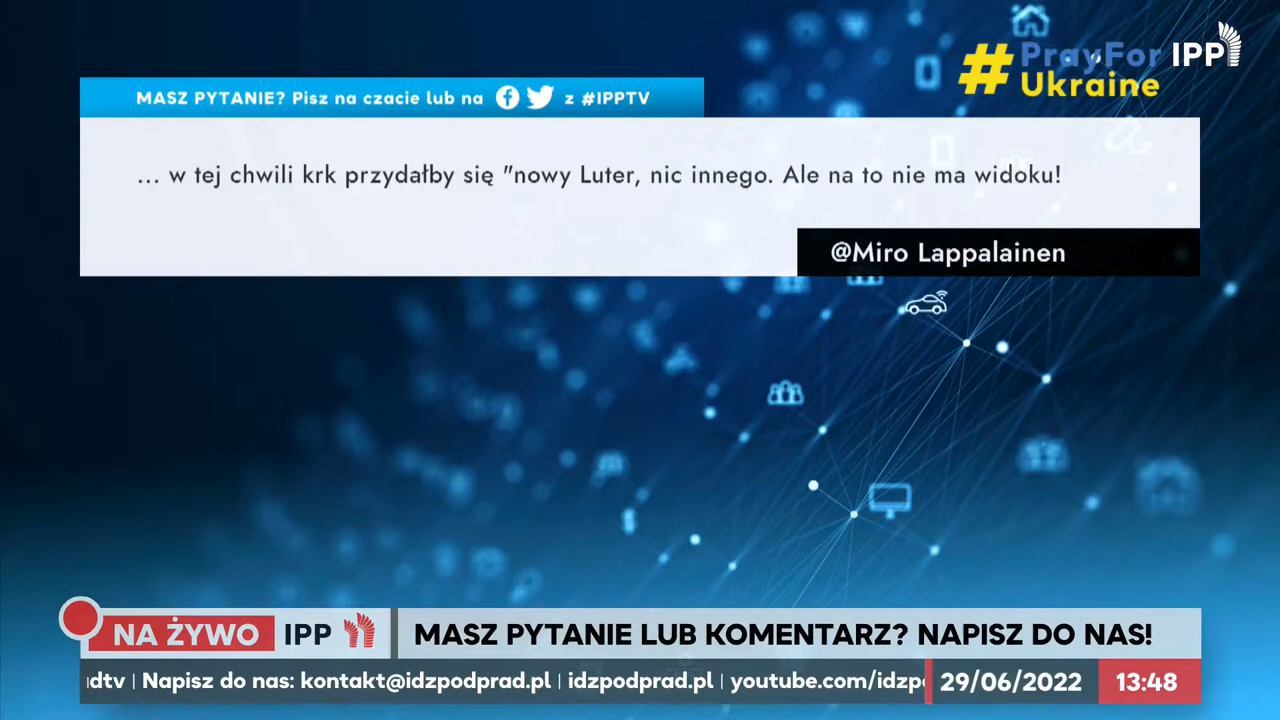 #PrayFor
Ukraine
IPP
MASZ PYTANIE? Pisz na czacie lub na z #IPPTV
... w tej chwili krk przydałby się "nowy Luter, nic innego. Ale na to nie ma widoku!
@Miro Lappalainen
NA ŻYWO IPP
MASZ PYTANIE LUB KOMENTARZ? NAPISZ DO NAS!
dtv | Napisz do nas: kontakt@idzpodprad.pl | idzpodprad.pl | youtube.com/idzp
29/06/2022
13:48